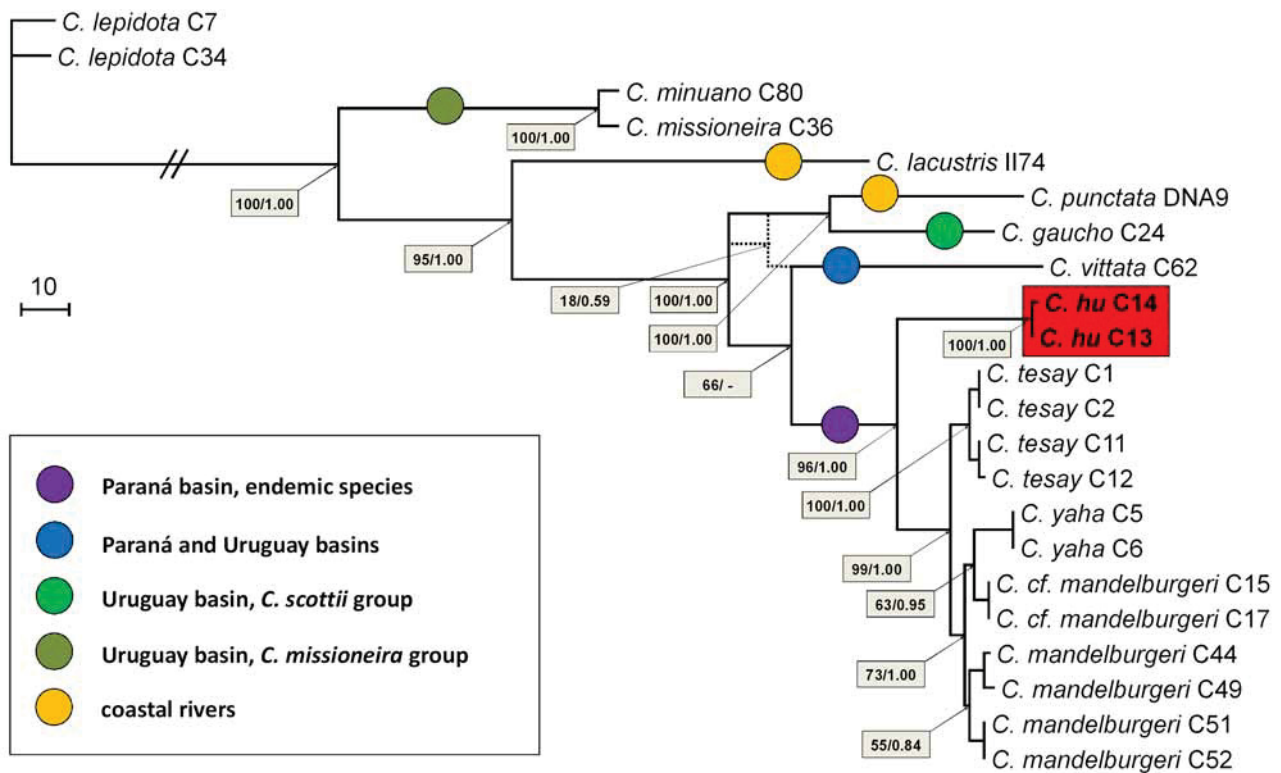 C. lepidota C7
C. lepidota C34
C. minuano C80
C. missioneira C36
100/1.00
C. lacustris II74
100/1.00
C. punctata DNA9
C. gaucho C24
95/1.00
C. vittata C62
10
18/0.59
100/1.00
C. hu C14
C. hu C13
100/1.00
100/1.00
C. tesay C1
66/ -
C. tesay C2
C. tesay C11
96/1.00
C. tesay C12
100/1.00
C. yaha C5
C. yaha C6
99/1.00
C. cf. mandelburgeri C15
63/0.95
C. cf. mandelburgeri C17
C. mandelburgeri C44
73/1.00
C. mandelburgeri C49
C. mandelburgeri C51
55/0.84
C. mandelburgeri C52
Paraná basin, endemic species
Paraná and Uruguay basins
Uruguay basin, C. scottii group
Uruguay basin, C. missioneira group
coastal rivers